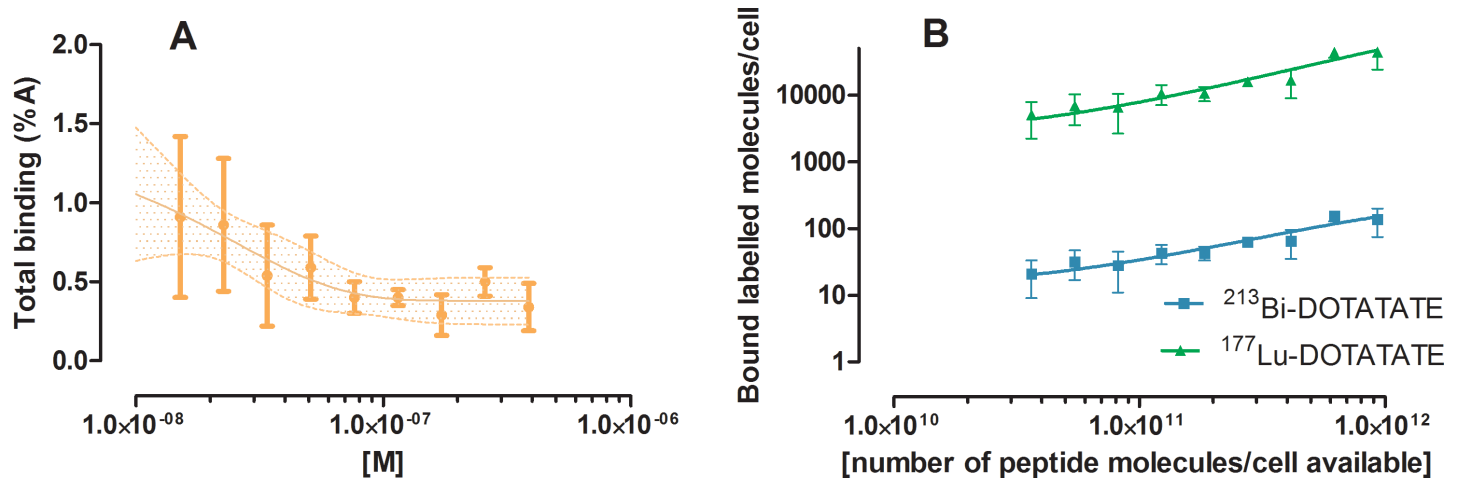 A
Total binding (%A)
2.0
1.5
1.0
0.5
0.0
1.0×10⁻⁰⁸
1.0×10⁻⁰⁷
1.0×10⁻⁰⁶
[M]
B
Bound labelled molecules/cell
10000
1000
100
10
1
²¹³Bi-DOTATATE
¹⁷⁷Lu-DOTATATE
1.0×10¹⁰
1.0×10¹¹
1.0×10¹²
[number of peptide molecules/cell available]